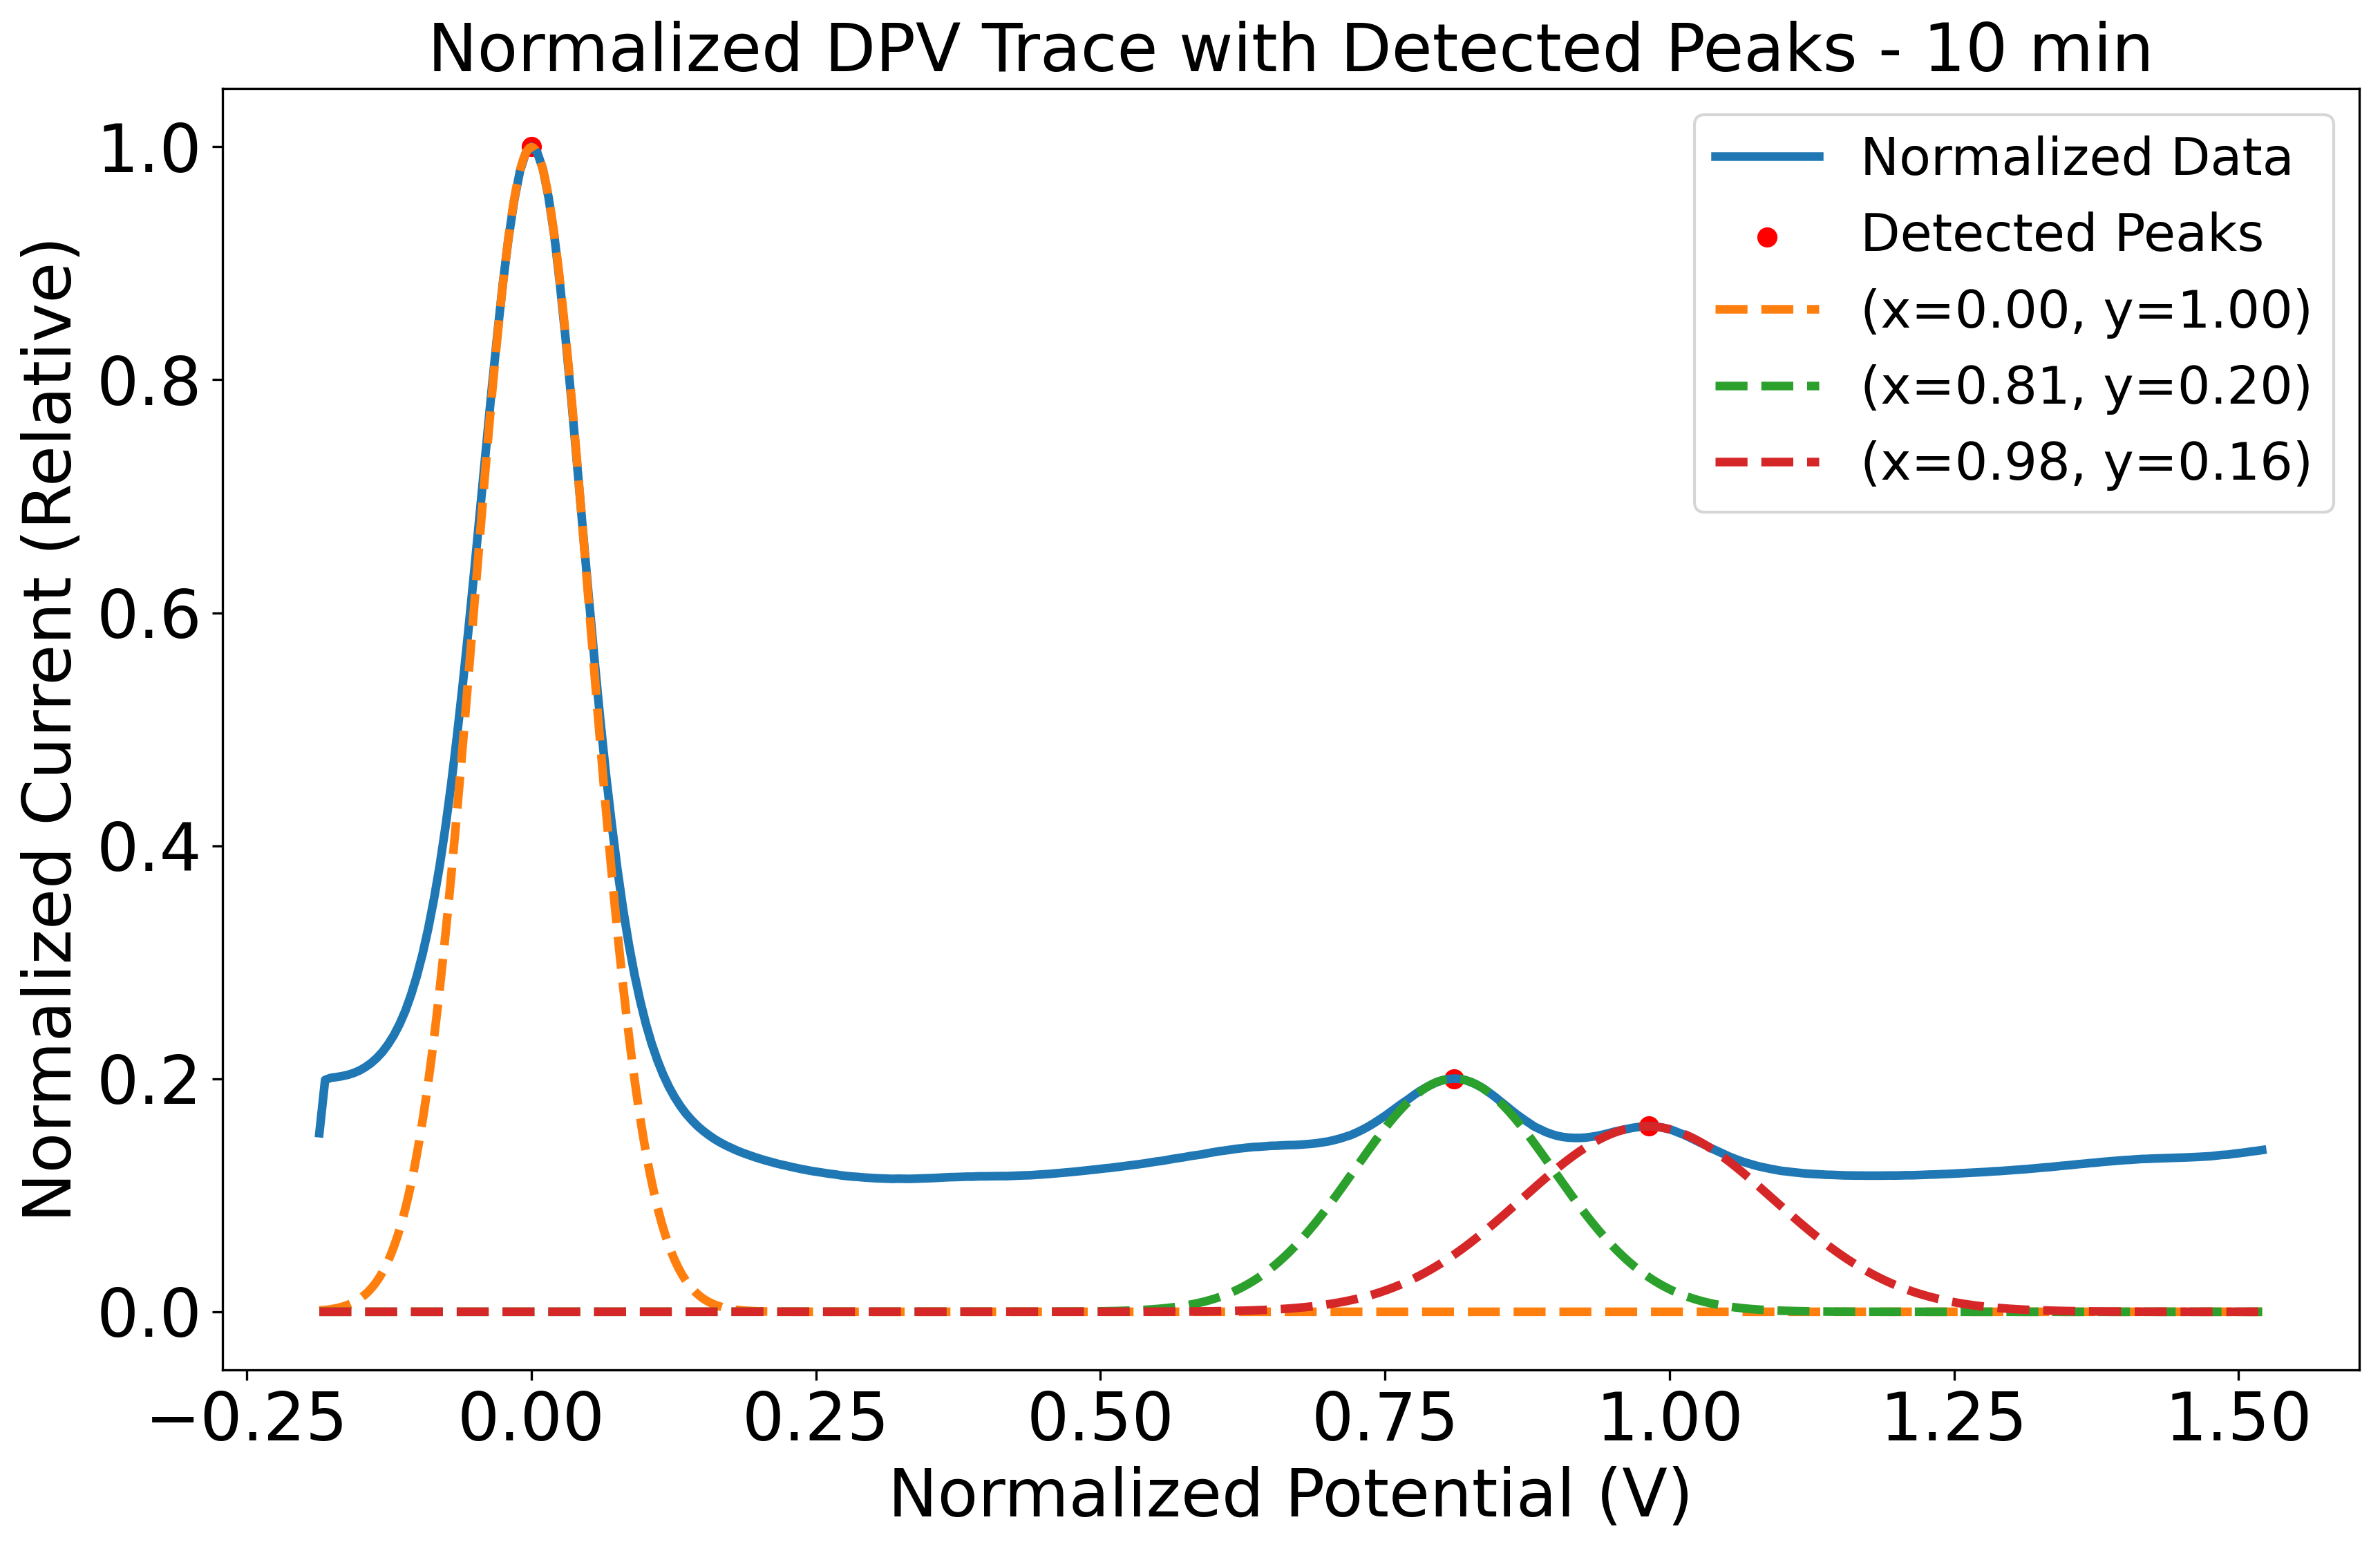 Normalized DPV Trace with Detected Peaks - 10 min
Normalized Data
Detected Peaks
(x=0.00, y=1.00)
(x=0.81, y=0.20)
(x=0.98, y=0.16)
Normalized Current (Relative)
1.0
0.8
0.6
0.4
0.2
0.0
−0.25 0.00 0.25 0.50 0.75 1.00 1.25 1.50
Normalized Potential (V)